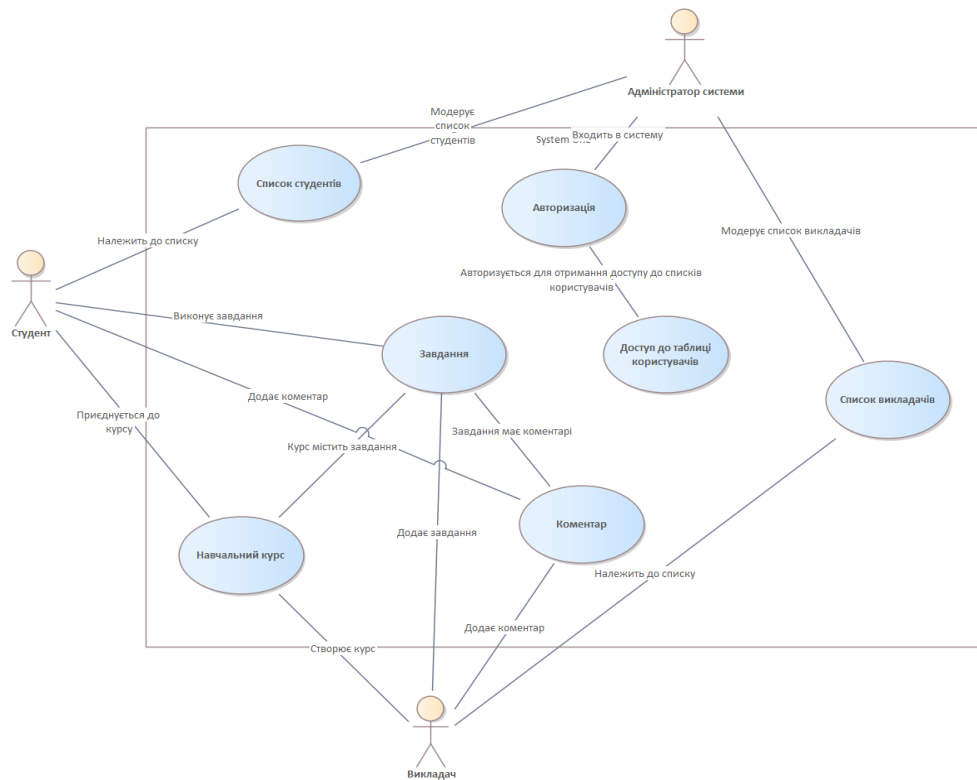 Адміністратор системи
Модерує
список
студентів
Входить в систему
System
Список студентів
Авторизація
Належить до списку
Модерує список викладачів
Авторизується для отримання доступу до списків
користувачів
Студент
Виконує завдання
Завдання
Доступ до таблиці
користувачів
Додає коментар
Список викладачів
Приєднується до
курсу
Курс містить завдання
Завдання має коментарі
Коментар
Додає завдання
Навчальний курс
Належить до списку
Додає коментар
Створює курс
Викладач